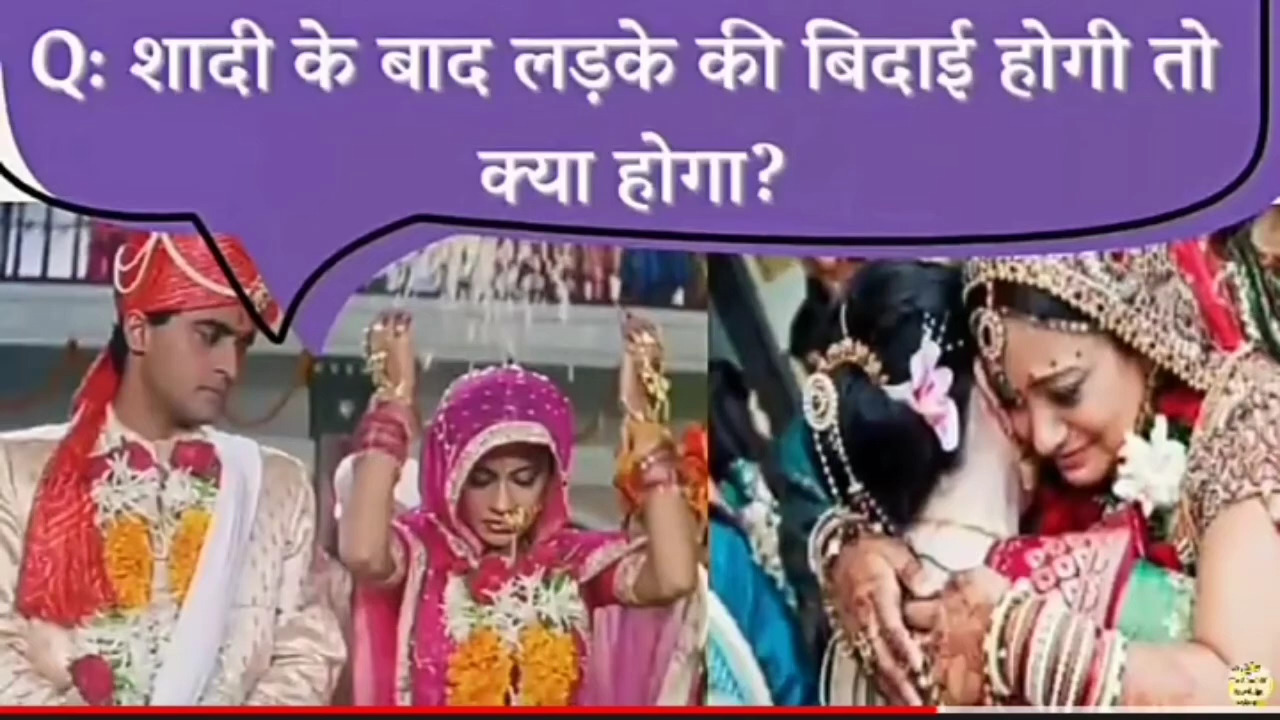 Q: शादी के बाद लड़के की बिदाई होगी तो
क्या होगा?